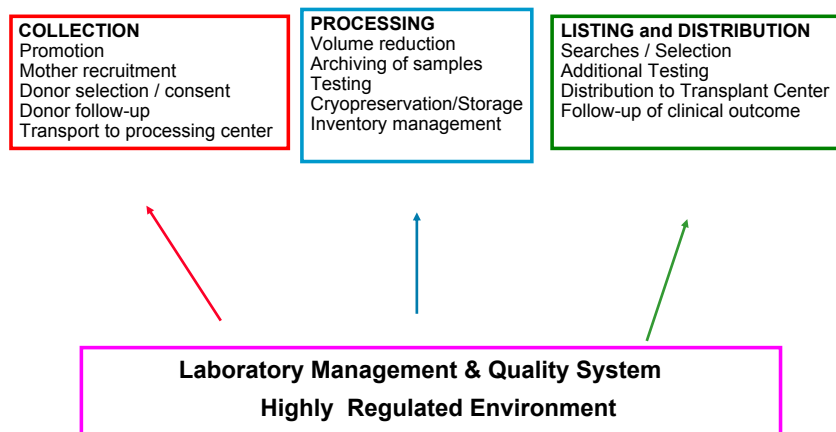 COLLECTION
Promotion
Mother recruitment
Donor selection / consent
Donor follow-up
Transport to processing center
PROCESSING
Volume reduction
Archiving of samples
Testing
Cryopreservation/Storage
Inventory management
LISTING and DISTRIBUTION
Searches / Selection
Additional Testing
Distribution to Transplant Center
Follow-up of clinical outcome
Laboratory Management & Quality System
Highly Regulated Environment